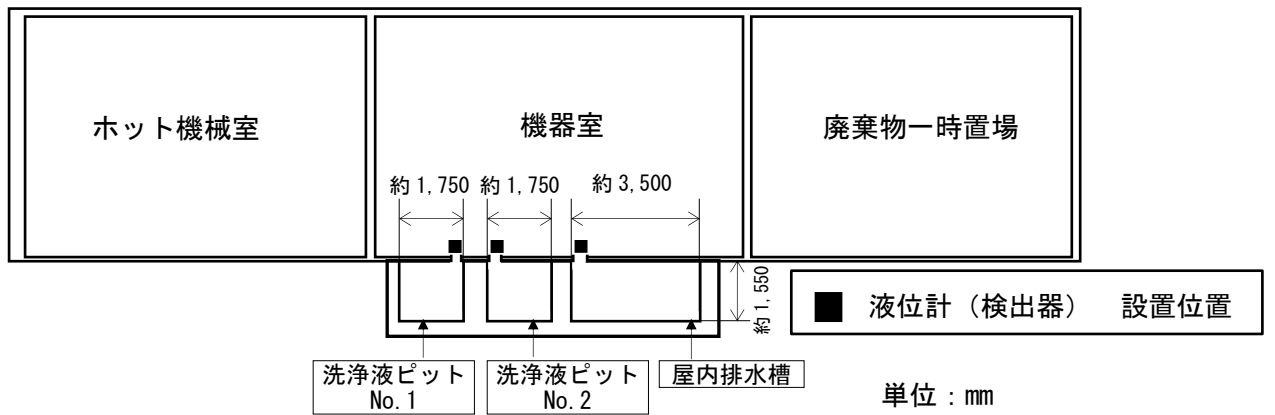 ホット機械室
機器室
廃棄物一時置場
約1,750
約1,750
約3,500
約1,550
■ 液位計（検出器） 設置位置
洗浄液ピット
No.1
洗浄液ピット
No.2
屋内排水槽
単位：mm